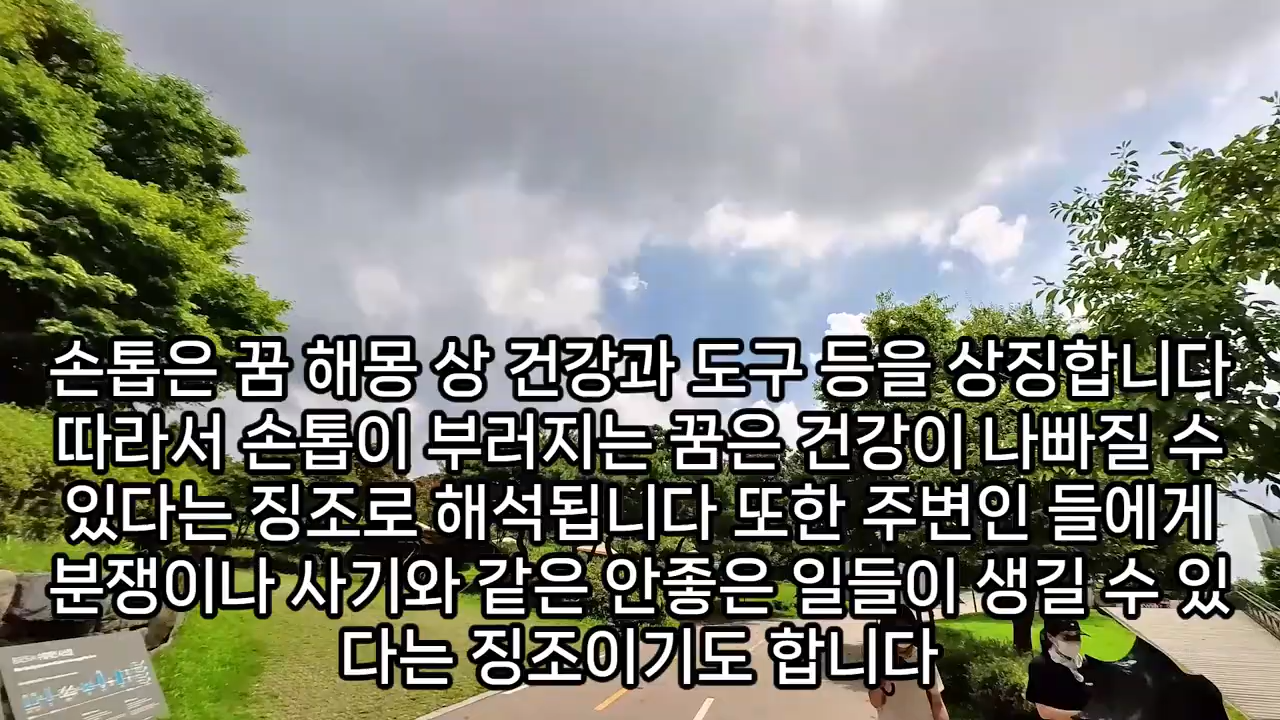 손톱은 꿈 해몽 상 건강과 도구 등을 상징합니다
따라서 손톱이 부러지는 꿈은 건강이 나빠질 수
있다는 징조로 해석됩니다 또한 주변인 들에게
분쟁이나 사기와 같은 안좋은 일들이 생길 수 있
다는 징조이기도 합니다